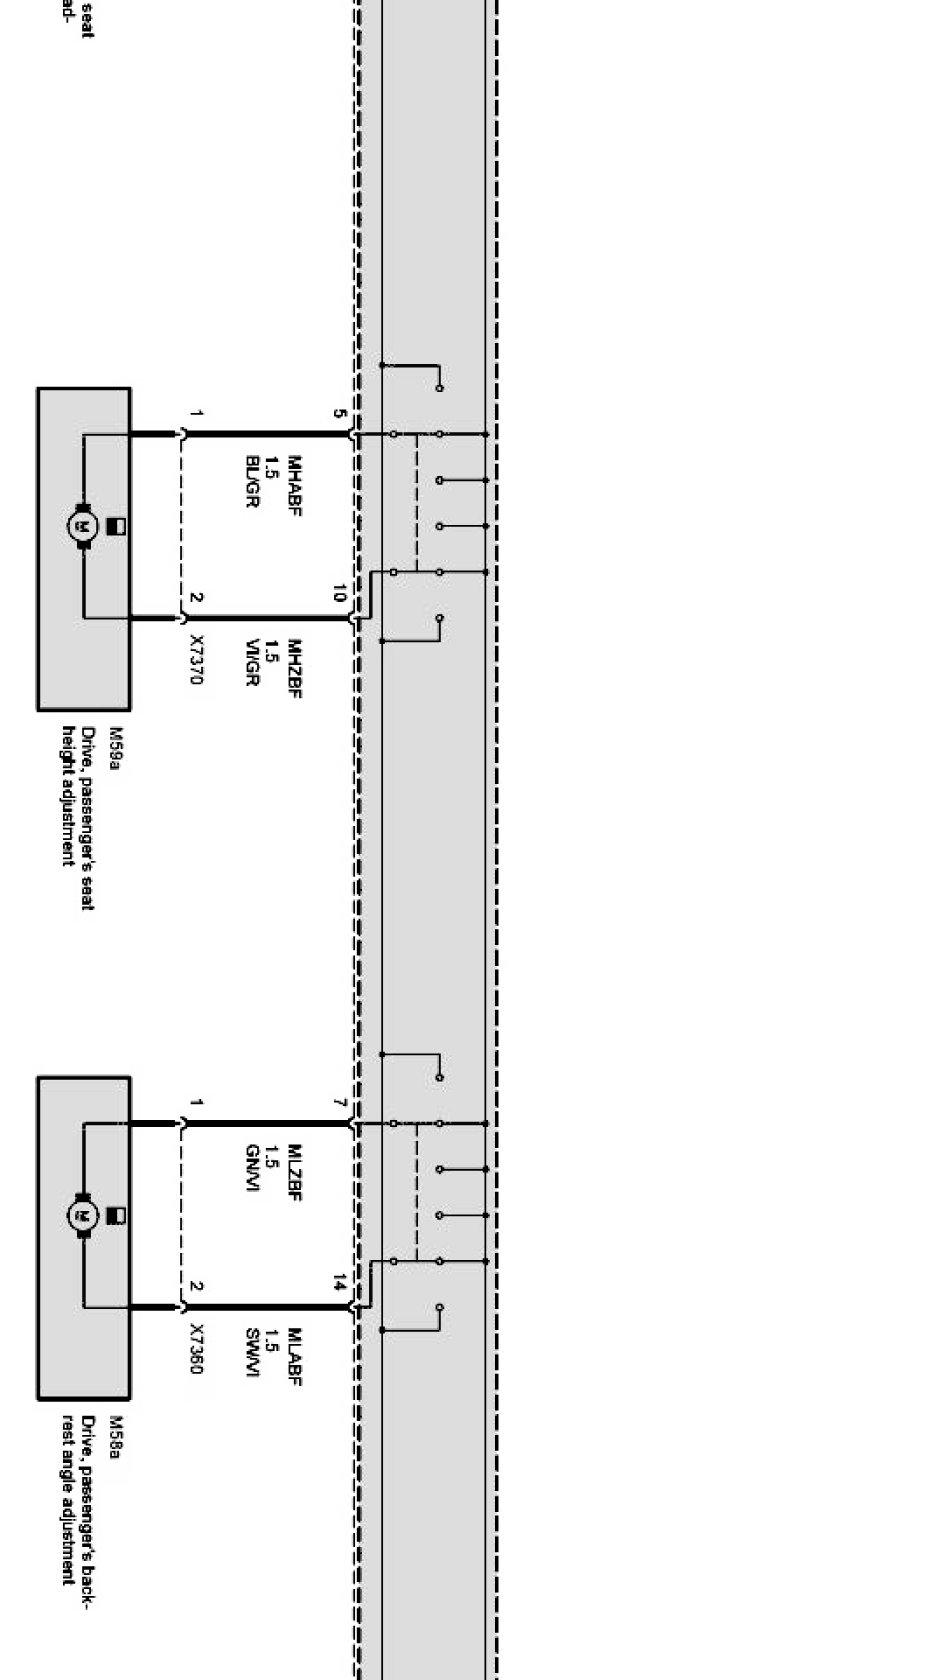 seat
ad-
1
5
MHABF
1.5
BL/GR
2
10
X7370
MHZBF
1.5
VI/GR
M
M59a
Drive, passenger's seat
height adjustment
1
7
MLZBF
1.5
GN/VI
2
14
X7360
MLABF
1.5
SW/VI
M
M58a
Drive, passenger's back-
rest angle adjustment